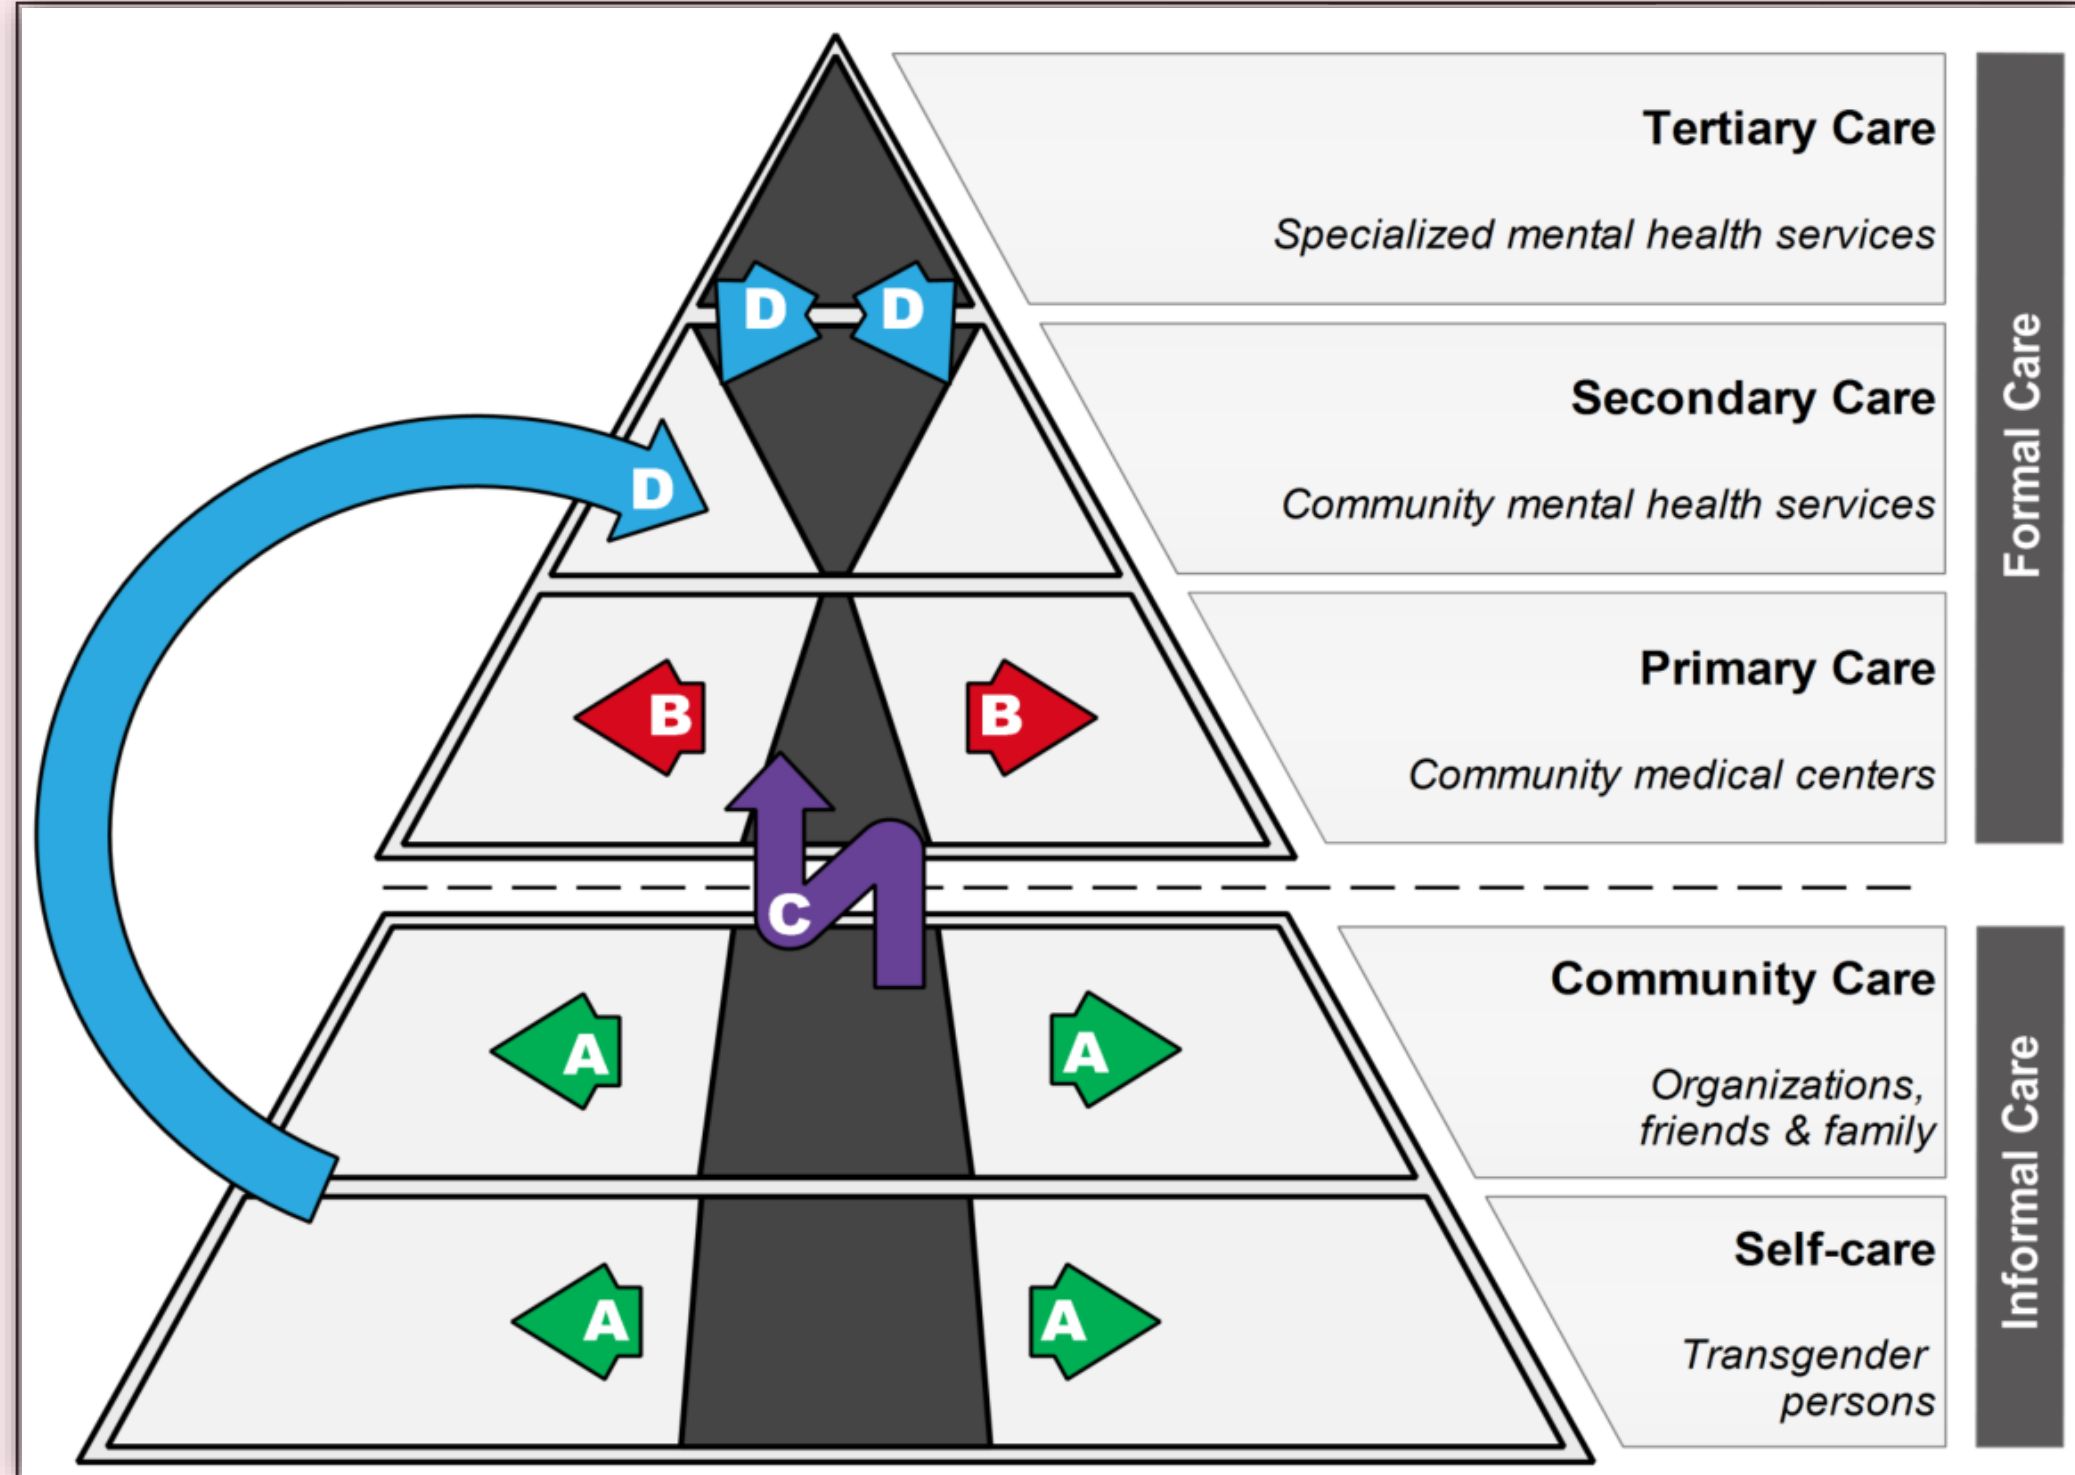 Tertiary Care
Specialized mental health services
D D
Secondary Care
Community mental health services
D
Formal Care
Primary Care
Community medical centers
B B
C
Community Care
Organizations,
friends & family
A A
Informal Care
Self-care
Transgender
persons
A A